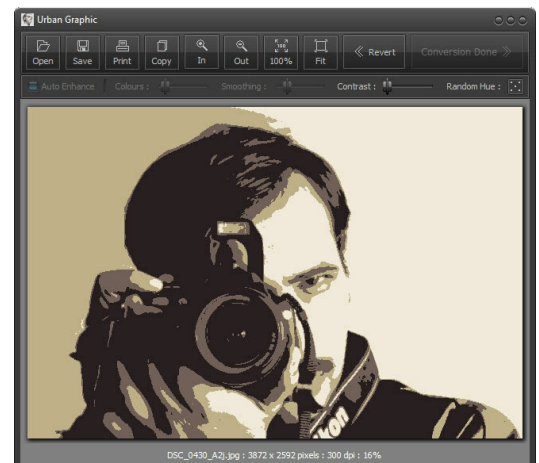 Urban Graphic
Open Save Print Copy In Out 100% Fit Revert Conversion Done
Auto Enhance Colours : Smoothing : Contrast : Random Hue :
Nikon
DSC_0430_A2j.jpg : 3872 x 2592 pixels : 300 dpi : 16%